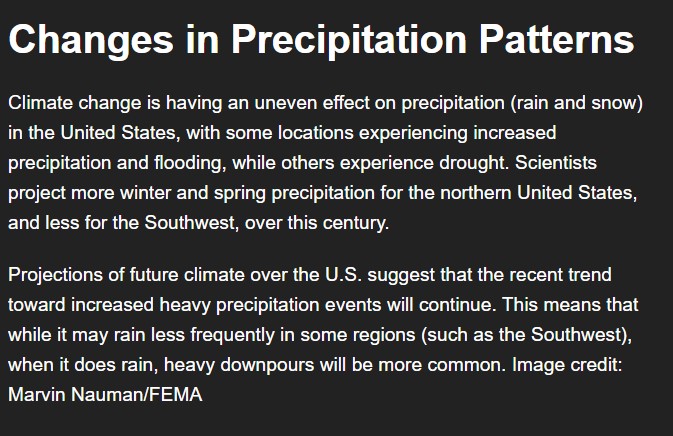 Changes in Precipitation Patterns
Climate change is having an uneven effect on precipitation (rain and snow)
in the United States, with some locations experiencing increased
precipitation and flooding, while others experience drought. Scientists
project more winter and spring precipitation for the northern United States,
and less for the Southwest, over this century.
Projections of future climate over the U.S. suggest that the recent trend
toward increased heavy precipitation events will continue. This means that
while it may rain less frequently in some regions (such as the Southwest),
when it does rain, heavy downpours will be more common. Image credit:
Marvin Nauman/FEMA